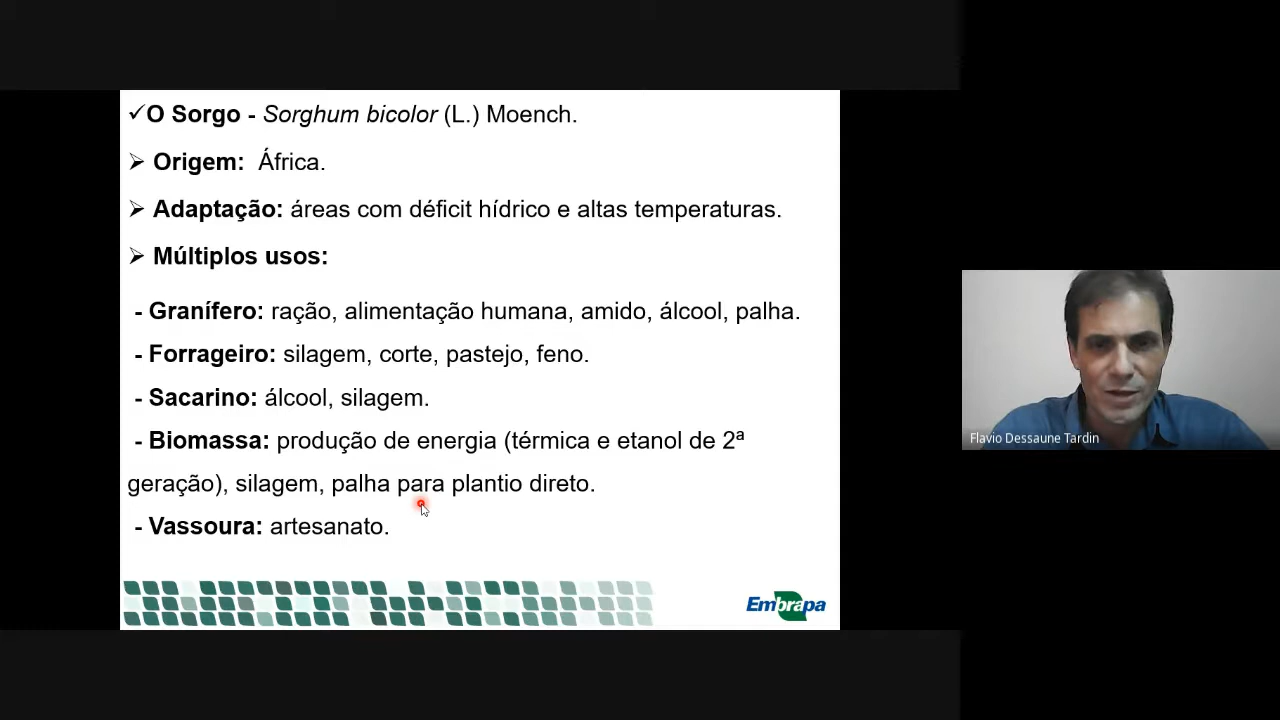 ✓O Sorgo - Sorghum bicolor (L.) Moench.
➢ Origem: África.
➢ Adaptação: áreas com déficit hídrico e altas temperaturas.
➢ Múltiplos usos:
- Granífero: ração, alimentação humana, amido, álcool, palha.
- Forrageiro: silagem, corte, pastejo, feno.
- Sacarino: álcool, silagem.
- Biomassa: produção de energia (térmica e etanol de 2ª
geração), silagem, palha para plantio direto.
- Vassoura: artesanato.
Embrapa
Flavio Dessaune Tardin